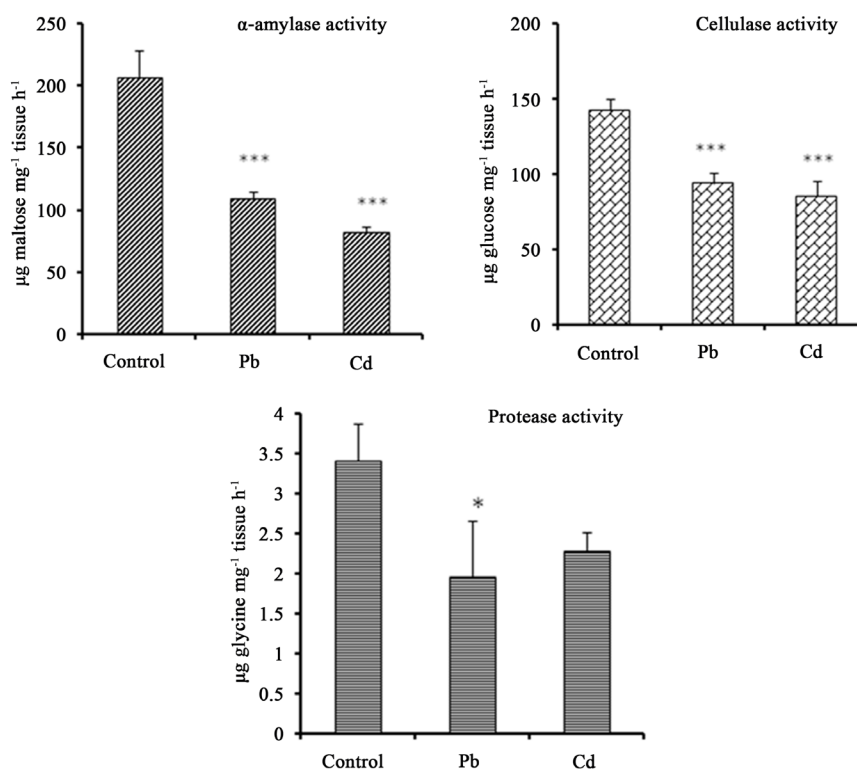 α-amylase activity
µg maltose mg⁻¹ tissue h⁻¹
250
200
150
100
50
0
***
***
Control Pb Cd
Cellulase activity
µg glucose mg⁻¹ tissue h⁻¹
200
150
100
50
0
***
***
Control Pb Cd
Protease activity
µg glycine mg⁻¹ tissue h⁻¹
4
3.5
3
2.5
2
1.5
1
0.5
0
*
Control Pb Cd